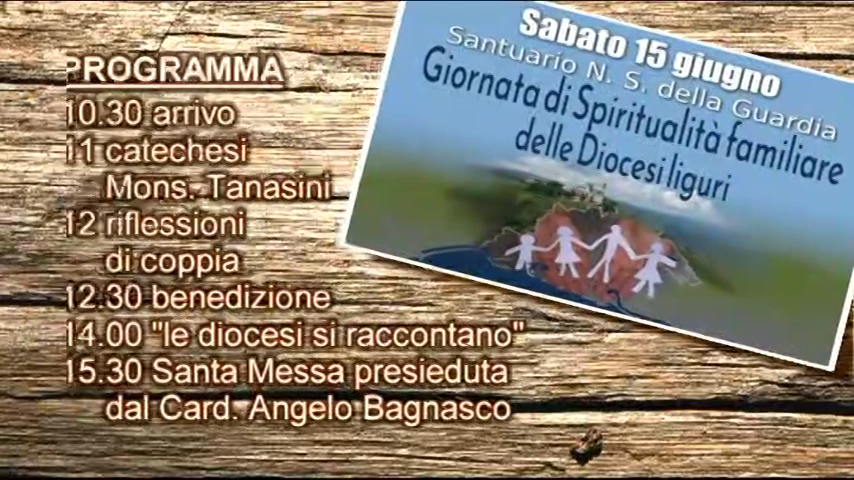 PROGRAMMA
10.30 arrivo
11 catechesi
Mons. Tanasini
12 riflessioni
di coppia
12.30 benedizione
14.00 "le diocesi si raccontano"
15.30 Santa Messa presieduta
dal Card. Angelo Bagnasco
Sabato 15 giugno
Santuario N. S. della Guardia
Giornata di Spiritualità familiare
delle Diocesi liguri